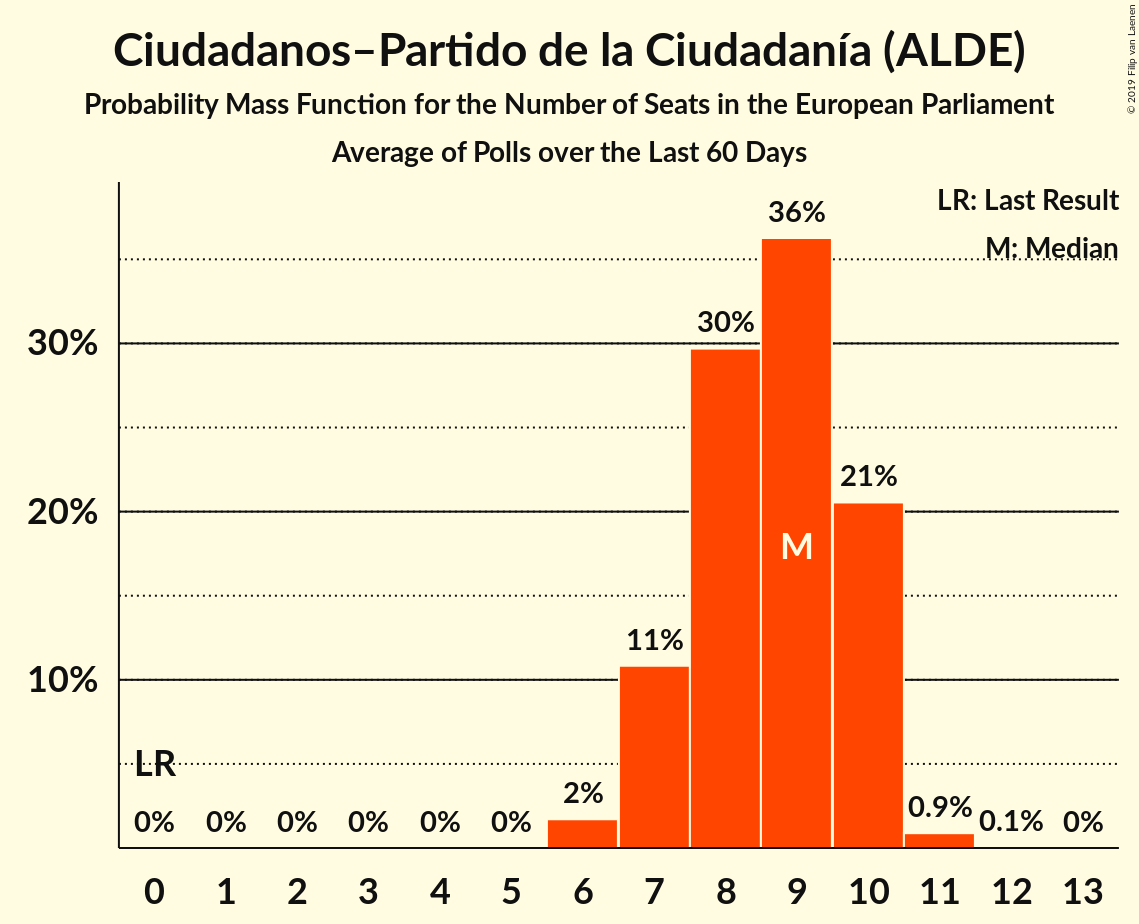 Ciudadanos–Partido de la Ciudadanía (ALDE)
Probability Mass Function for the Number of Seats in the European Parliament
Average of Polls over the Last 60 Days
© 2019 Filip van Laenen
LR: Last Result
M: Median
36%
30%
30%
21%
20%
M
11%
10%
LR
0% 0% 0% 0% 0% 0% 2% 0.9% 0.1% 0%
0 1 2 3 4 5 6 7 8 9 10 11 12 13